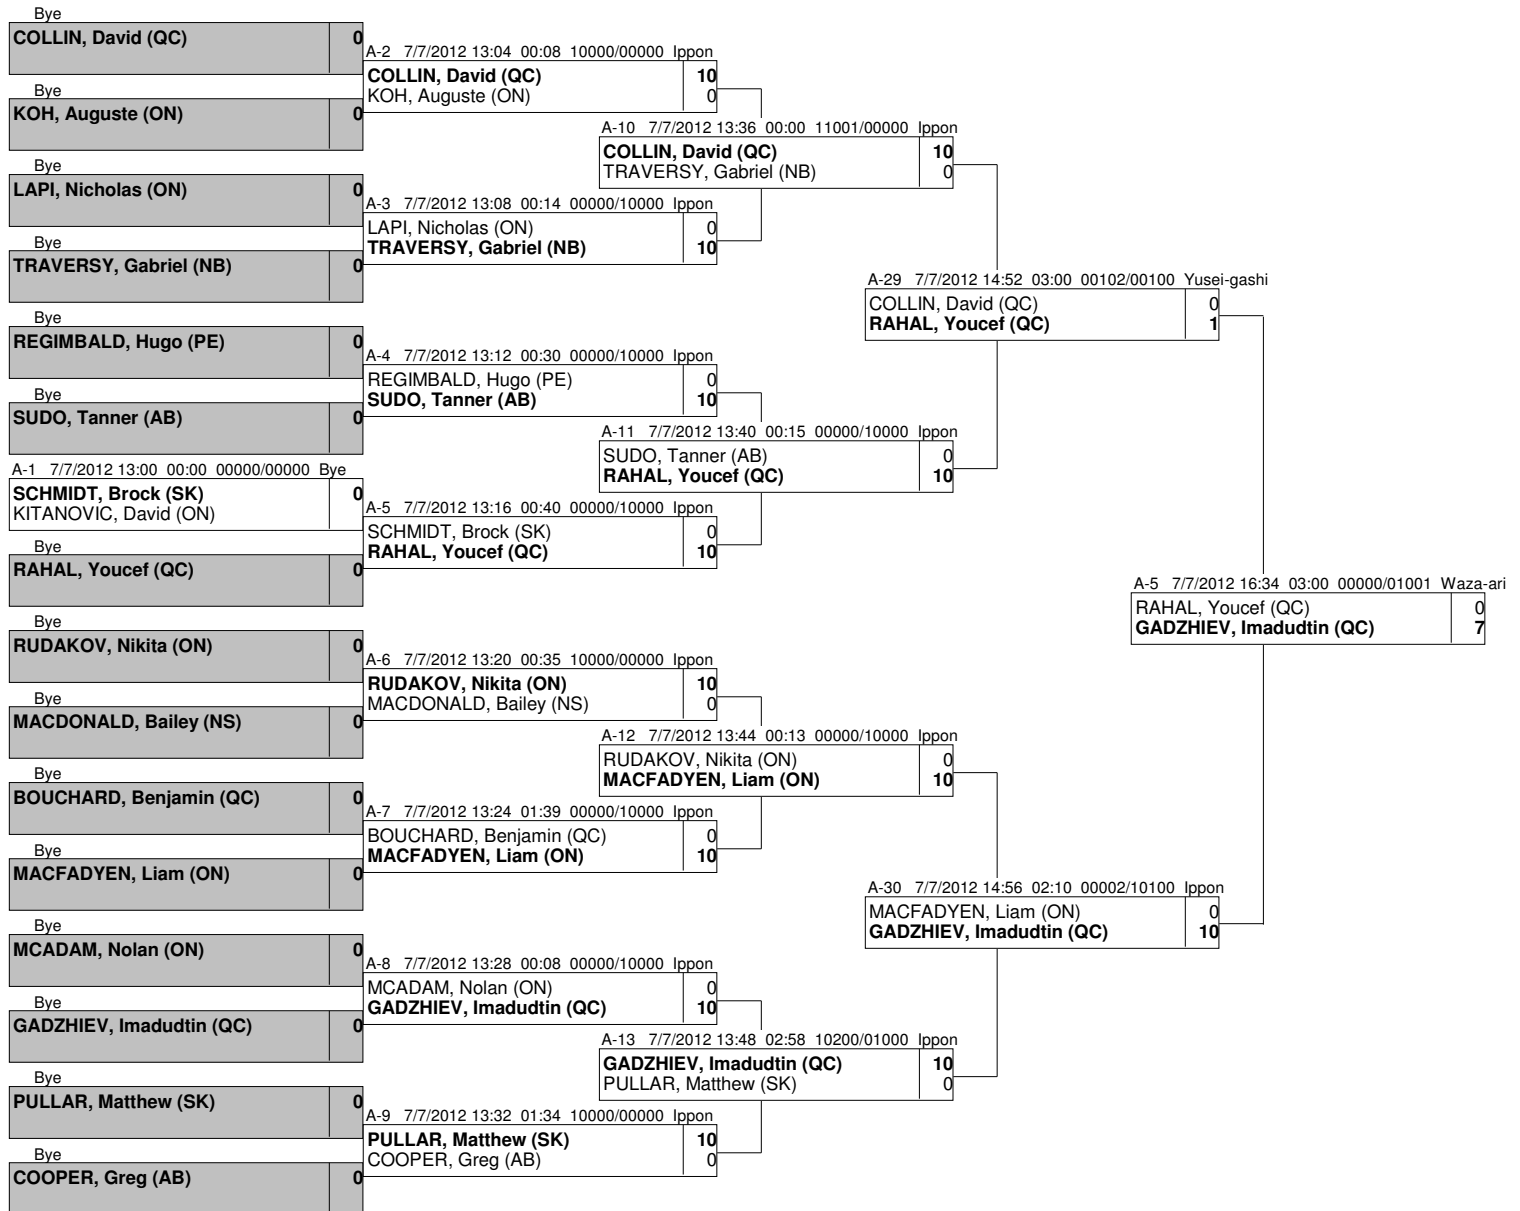 Bye
COLLIN, David (QC) 0
Bye
KOH, Auguste (ON) 0
Bye
LAPI, Nicholas (ON) 0
Bye
TRAVERSY, Gabriel (NB) 0
Bye
REGIMBALD, Hugo (PE) 0
Bye
SUDO, Tanner (AB) 0
A-1 7/7/2012 13:00 00:00 00000/00000 Bye
SCHMIDT, Brock (SK) 0
KITANOVIC, David (ON)
Bye
RAHAL, Youcef (QC) 0
Bye
RUDAKOV, Nikita (ON) 0
Bye
MACDONALD, Bailey (NS) 0
Bye
BOUCHARD, Benjamin (QC) 0
Bye
MACFADYEN, Liam (ON) 0
Bye
MCADAM, Nolan (ON) 0
Bye
GADZHIEV, Imadudtin (QC) 0
Bye
PULLAR, Matthew (SK) 0
Bye
COOPER, Greg (AB) 0
A-2 7/7/2012 13:04 00:08 10000/00000 Ippon
COLLIN, David (QC) 10
KOH, Auguste (ON) 0
A-3 7/7/2012 13:08 00:14 00000/10000 Ippon
LAPI, Nicholas (ON) 0
TRAVERSY, Gabriel (NB) 10
A-4 7/7/2012 13:12 00:30 00000/10000 Ippon
REGIMBALD, Hugo (PE) 0
SUDO, Tanner (AB) 10
A-5 7/7/2012 13:16 00:40 00000/10000 Ippon
SCHMIDT, Brock (SK) 0
RAHAL, Youcef (QC) 10
A-6 7/7/2012 13:20 00:35 10000/00000 Ippon
RUDAKOV, Nikita (ON) 10
MACDONALD, Bailey (NS) 0
A-7 7/7/2012 13:24 01:39 00000/10000 Ippon
BOUCHARD, Benjamin (QC) 0
MACFADYEN, Liam (ON) 10
A-8 7/7/2012 13:28 00:08 00000/10000 Ippon
MCADAM, Nolan (ON) 0
GADZHIEV, Imadudtin (QC) 10
A-9 7/7/2012 13:32 01:34 10000/00000 Ippon
PULLAR, Matthew (SK) 10
COOPER, Greg (AB) 0
A-10 7/7/2012 13:36 00:00 11001/00000 Ippon
COLLIN, David (QC) 10
TRAVERSY, Gabriel (NB) 0
A-11 7/7/2012 13:40 00:15 00000/10000 Ippon
SUDO, Tanner (AB) 0
RAHAL, Youcef (QC) 10
A-12 7/7/2012 13:44 00:13 00000/10000 Ippon
RUDAKOV, Nikita (ON) 0
MACFADYEN, Liam (ON) 10
A-13 7/7/2012 13:48 02:58 10200/01000 Ippon
GADZHIEV, Imadudtin (QC) 10
PULLAR, Matthew (SK) 0
A-29 7/7/2012 14:52 03:00 00102/00100 Yusei-gashi
COLLIN, David (QC) 0
RAHAL, Youcef (QC) 1
A-30 7/7/2012 14:56 02:10 00002/10100 Ippon
MACFADYEN, Liam (ON) 0
GADZHIEV, Imadudtin (QC) 10
A-5 7/7/2012 16:34 03:00 00000/01001 Waza-ari
RAHAL, Youcef (QC) 0
GADZHIEV, Imadudtin (QC) 7